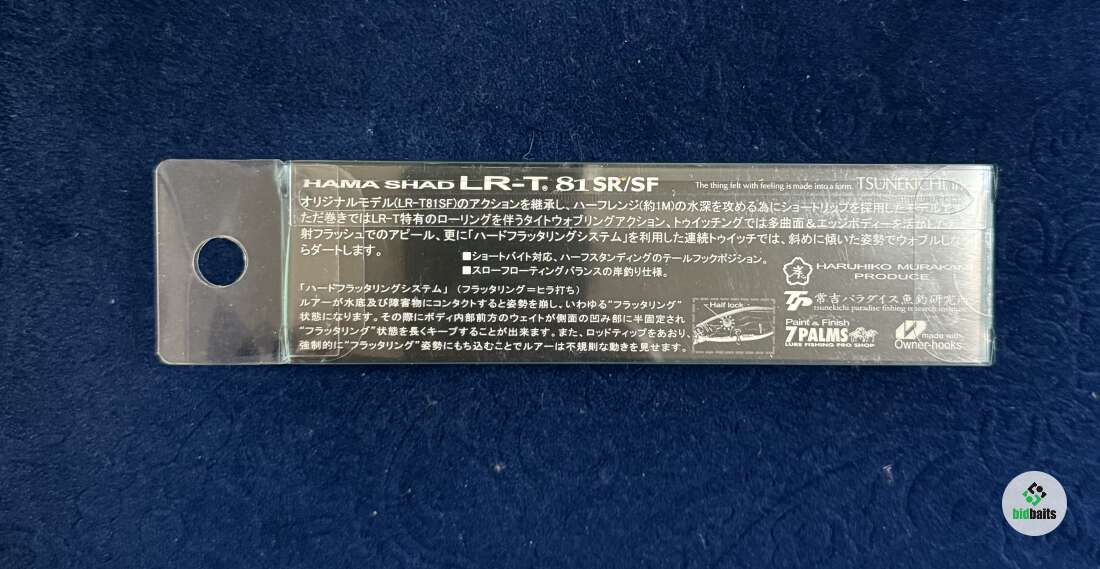 HAMA SHAD LR-T. 81 SR/SF The thing felt with feeling is made into a form. TSUNEKICHI
オリジナルモデル(LR-T81SF)のアクションを継承し、ハーフレンジ(約1M)の水深を攻める為にショートリップを採用したモデルです。
ただ巻きではLR-T特有のローリングを伴うタイトウォブリングアクション、トゥイッチングでは多曲面&エッジボディーを活かした
射フラッシュでのアピール、更に「ハードフラッタリングシステム」を利用した連続トゥイッチでは、斜めに傾いた姿勢でウォブルしなが
らダートします。
■ショートバイト対応、ハーフスタンディングのテールフックポジション。
■スローフローティングバランスの岸釣り仕様。
「ハードフラッタリングシステム」(フラッタリング=ヒラ打ち)
ルアーが水底及び障害物にコンタクトすると姿勢を崩し、いわゆる"フラッタリング"
状態になります。その際にボディ内部前方のウェイトが側面の凹み部に半固定され
"フラッタリング"状態を長くキープすることが出来ます。また、ロッドティップをあおり、
強制的に"フラッタリング"姿勢にもち込むことでルアーは不規則な動きを見せます。
Half lock
HARUHIKO MURAKAMI
PRODUCE
常吉パラダイス魚釣研究所
tsunekichi paradise fishing is search institute
Paint & Finish
7PALMS
LURE FISHING PRO SHOP
made with
Owner-hooks
bidbaits